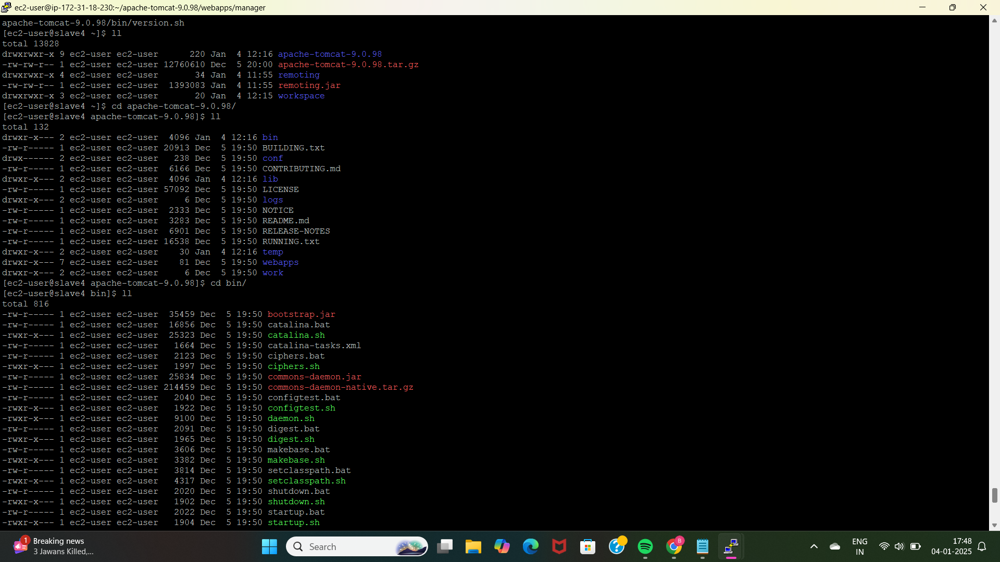 ec2-user@ip-172-31-18-230:~/apache-tomcat-9.0.98/webapps/manager
apache-tomcat-9.0.98/bin/version.sh
[ec2-user@slave4 ~]$ ll
total 13828
drwxrwxr-x 9 ec2-user ec2-user      220 Jan  4 12:16 apache-tomcat-9.0.98
-rw-rw-r-- 1 ec2-user ec2-user 12760610 Dec  5 20:00 apache-tomcat-9.0.98.tar.gz
drwxrwxr-x 4 ec2-user ec2-user       34 Jan  4 11:55 remoting
-rw-rw-r-- 1 ec2-user ec2-user  1393083 Jan  4 11:55 remoting.jar
drwxrwxr-x 3 ec2-user ec2-user       20 Jan  4 12:15 workspace
[ec2-user@slave4 ~]$ cd apache-tomcat-9.0.98/
[ec2-user@slave4 apache-tomcat-9.0.98]$ ll
total 132
drwxr-x--- 2 ec2-user ec2-user  4096 Jan  4 12:16 bin
-rw-r----- 1 ec2-user ec2-user 20913 Dec  5 19:50 BUILDING.txt
drwx------ 2 ec2-user ec2-user   238 Dec  5 19:50 conf
-rw-r----- 1 ec2-user ec2-user  6166 Dec  5 19:50 CONTRIBUTING.md
drwxr-x--- 2 ec2-user ec2-user  4096 Jan  4 12:16 lib
-rw-r----- 1 ec2-user ec2-user 57092 Dec  5 19:50 LICENSE
drwxr-x--- 2 ec2-user ec2-user     6 Dec  5 19:50 logs
-rw-r----- 1 ec2-user ec2-user  2333 Dec  5 19:50 NOTICE
-rw-r----- 1 ec2-user ec2-user  3283 Dec  5 19:50 README.md
-rw-r----- 1 ec2-user ec2-user  6901 Dec  5 19:50 RELEASE-NOTES
-rw-r----- 1 ec2-user ec2-user 16538 Dec  5 19:50 RUNNING.txt
drwxr-x--- 2 ec2-user ec2-user    30 Jan  4 12:16 temp
drwxr-x--- 7 ec2-user ec2-user    81 Dec  5 19:50 webapps
drwxr-x--- 2 ec2-user ec2-user     6 Dec  5 19:50 work
[ec2-user@slave4 apache-tomcat-9.0.98]$ cd bin/
[ec2-user@slave4 bin]$ ll
total 816
-rw-r----- 1 ec2-user ec2-user  35459 Dec  5 19:50 bootstrap.jar
-rw-r----- 1 ec2-user ec2-user  16856 Dec  5 19:50 catalina.bat
-rwxr-x--- 1 ec2-user ec2-user  25323 Dec  5 19:50 catalina.sh
-rw-r----- 1 ec2-user ec2-user   1664 Dec  5 19:50 catalina-tasks.xml
-rw-r----- 1 ec2-user ec2-user   2123 Dec  5 19:50 ciphers.bat
-rwxr-x--- 1 ec2-user ec2-user   1997 Dec  5 19:50 ciphers.sh
-rw-r----- 1 ec2-user ec2-user  25834 Dec  5 19:50 commons-daemon.jar
-rw-r----- 1 ec2-user ec2-user 214459 Dec  5 19:50 commons-daemon-native.tar.gz
-rw-r----- 1 ec2-user ec2-user   2040 Dec  5 19:50 configtest.bat
-rwxr-x--- 1 ec2-user ec2-user   1922 Dec  5 19:50 configtest.sh
-rwxr-x--- 1 ec2-user ec2-user   9100 Dec  5 19:50 daemon.sh
-rw-r----- 1 ec2-user ec2-user   2091 Dec  5 19:50 digest.bat
-rwxr-x--- 1 ec2-user ec2-user   1965 Dec  5 19:50 digest.sh
-rw-r----- 1 ec2-user ec2-user   3606 Dec  5 19:50 makebase.bat
-rwxr-x--- 1 ec2-user ec2-user   3382 Dec  5 19:50 makebase.sh
-rw-r----- 1 ec2-user ec2-user   3814 Dec  5 19:50 setclasspath.bat
-rwxr-x--- 1 ec2-user ec2-user   4317 Dec  5 19:50 setclasspath.sh
-rw-r----- 1 ec2-user ec2-user   2020 Dec  5 19:50 shutdown.bat
-rwxr-x--- 1 ec2-user ec2-user   1902 Dec  5 19:50 shutdown.sh
-rw-r----- 1 ec2-user ec2-user   2022 Dec  5 19:50 startup.bat
-rwxr-x--- 1 ec2-user ec2-user   1904 Dec  5 19:50 startup.sh
1
Breaking news
3 Jawans Killed,...
Search
B
ENG
IN
17:48
04-01-2025